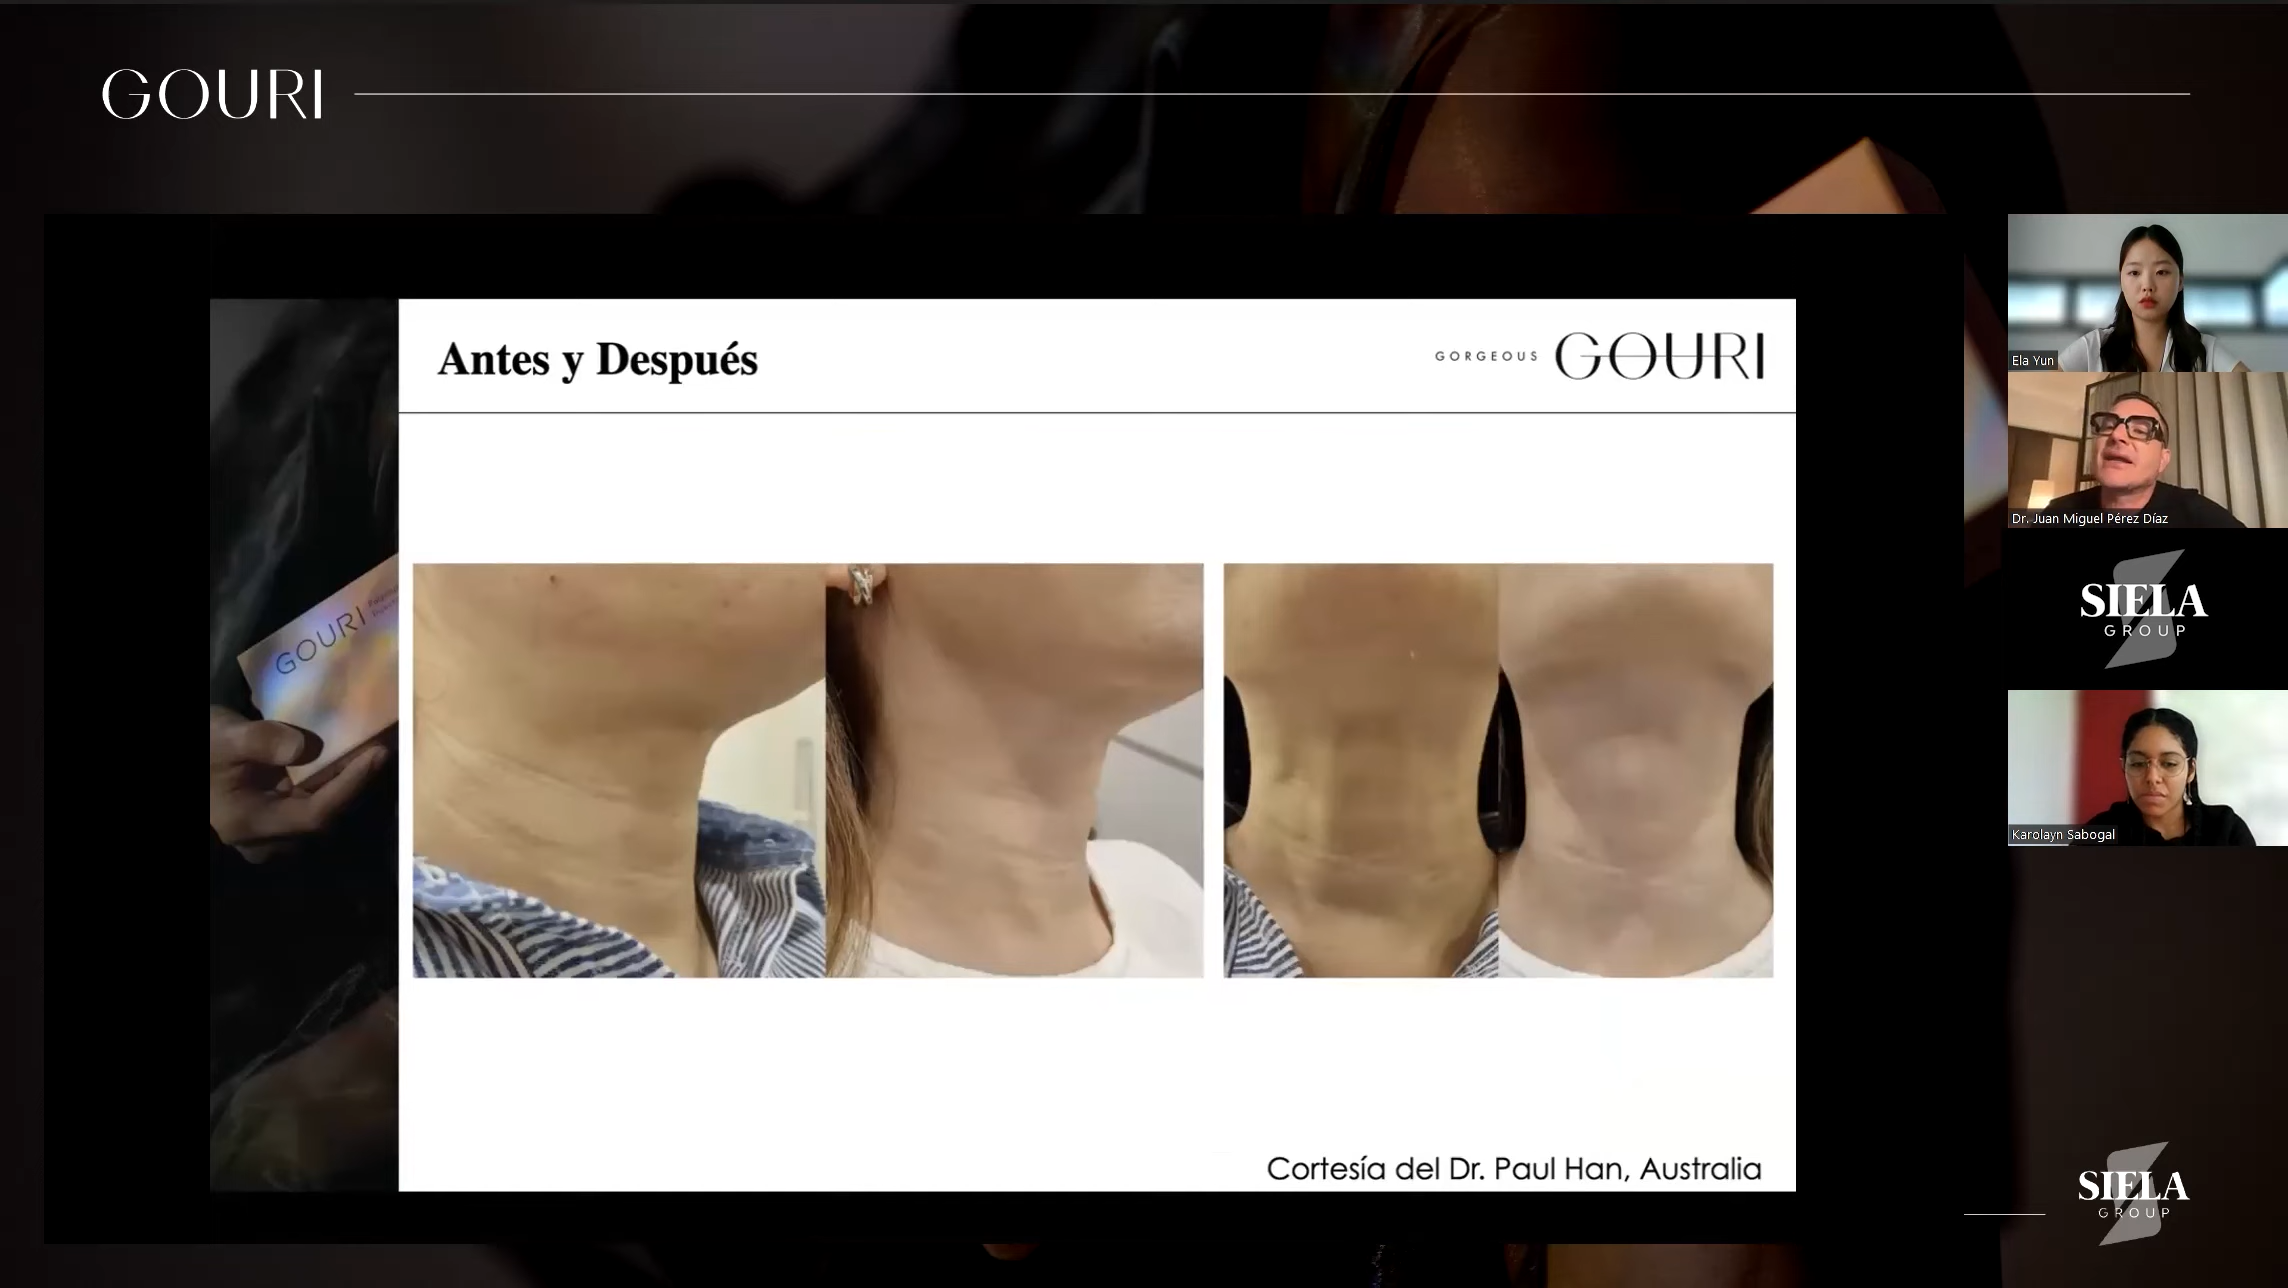 GOURI
Antes y Después
GORGEOUS GOURI
GOURI
Cortesía del Dr. Paul Han, Australia
Ela Yun
Dr. Juan Miguel Pérez Díaz
SIELA
GROUP
Karolayn Sabogal
SIELA
GROUP